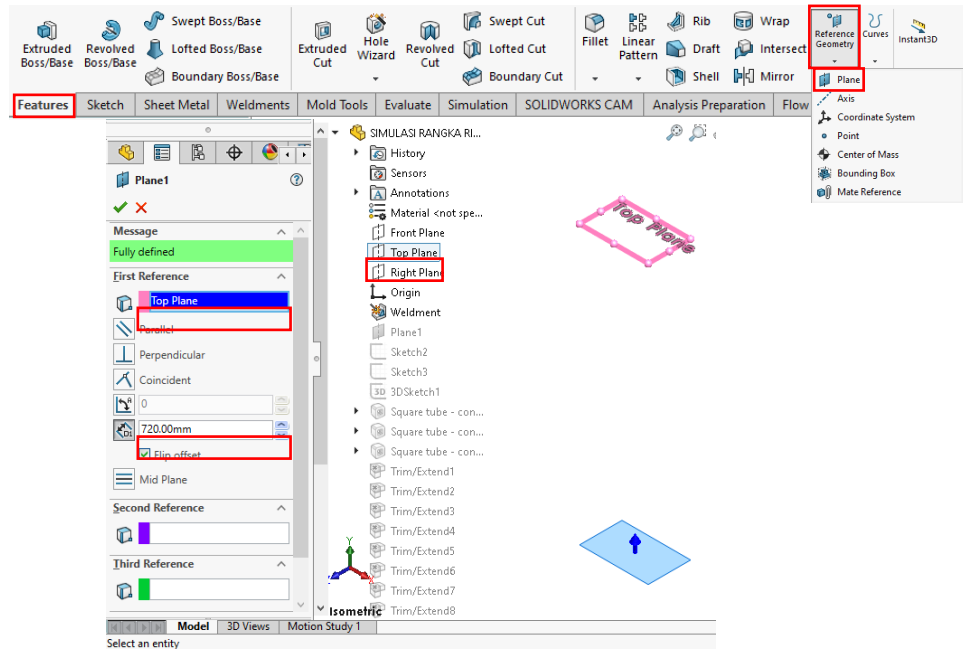 Extruded Boss/Base
Revolved Boss/Base
Swept Boss/Base
Lofted Boss/Base
Boundary Boss/Base
Extruded Cut
Hole Wizard
Revolved Cut
Swept Cut
Lofted Cut
Boundary Cut
Fillet
Linear Pattern
Rib
Draft
Shell
Wrap
Intersect
Mirror
Reference Geometry
Curves
Instant3D
Features
Sketch
Sheet Metal
Weldments
Mold Tools
Evaluate
Simulation
SOLIDWORKS CAM
Analysis Preparation
Flow
Plane
Axis
Coordinate System
Point
Center of Mass
Bounding Box
Mate Reference
Plane1
Message
Fully defined
First Reference
Top Plane
Parallel
Perpendicular
Coincident
0
720.00mm
Flip offset
Mid Plane
Second Reference
Third Reference
SIMULASI RANGKA RI...
History
Sensors
Annotations
Material <not spe...
Front Plane
Top Plane
Right Plane
Origin
Weldment
Plane1
Sketch2
Sketch3
3D 3DSketch1
Square tube - con...
Square tube - con...
Square tube - con...
Trim/Extend1
Trim/Extend2
Trim/Extend3
Trim/Extend4
Trim/Extend5
Trim/Extend6
Trim/Extend7
Trim/Extend8
Top Plane
Y
X
Isometric
Model
3D Views
Motion Study 1
Select an entity